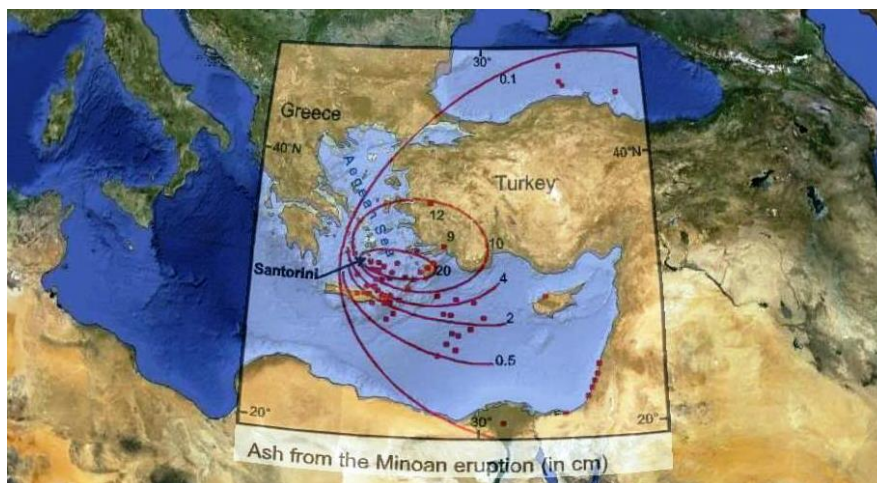 30°
0.1
Greece
40°N
40°N
Aegean Sea
Turkey
12
9
10
Santorini
20
4
2
0.5
20°
30°
20°
Ash from the Minoan eruption (in cm)